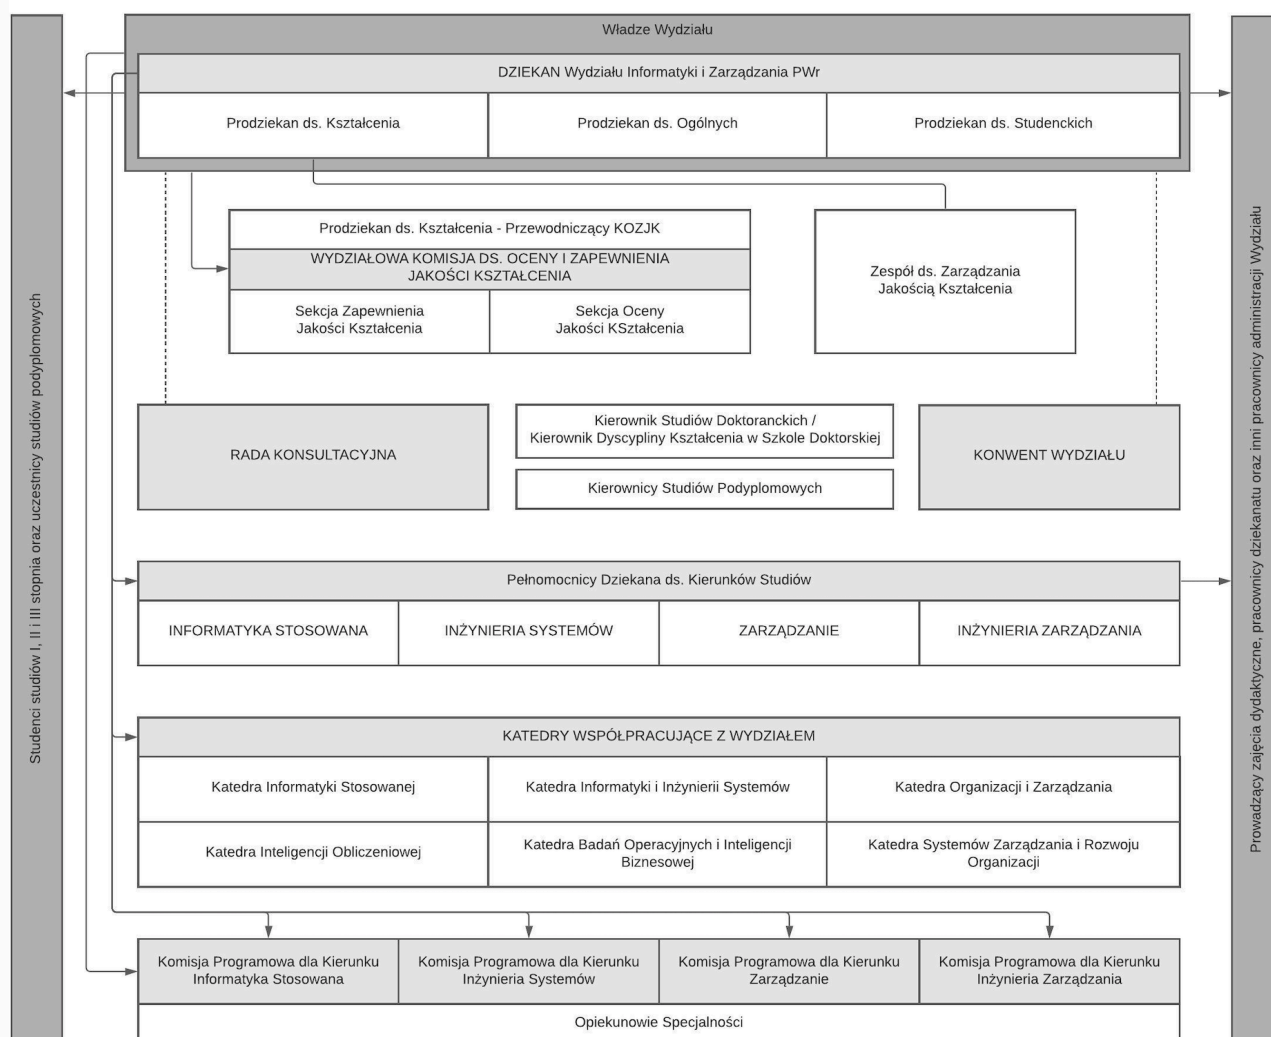 Władze Wydziału
DZIEKAN Wydziału Informatyki i Zarządzania PWr
Prodziekan ds. Kształcenia
Prodziekan ds. Ogólnych
Prodziekan ds. Studenckich
Studenci studiów I, II i III stopnia oraz uczestnicy studiów podyplomowych
Prowadzący zajęcia dydaktyczne, pracownicy dziekanatu oraz inni pracownicy administracji Wydziału
Prodziekan ds. Kształcenia - Przewodniczący KOZJK
WYDZIAŁOWA KOMISJA DS. OCENY I ZAPEWNIENIA
JAKOŚCI KSZTAŁCENIA
Sekcja Zapewnienia
Jakości Kształcenia
Sekcja Oceny
Jakości KSztałcenia
Zespół ds. Zarządzania
Jakością Kształcenia
RADA KONSULTACYJNA
Kierownik Studiów Doktoranckich /
Kierownik Dyscypliny Kształcenia w Szkole Doktorskiej
Kierownicy Studiów Podyplomowych
KONWENT WYDZIAŁU
Pełnomocnicy Dziekana ds. Kierunków Studiów
INFORMATYKA STOSOWANA
INŻYNIERIA SYSTEMÓW
ZARZĄDZANIE
INŻYNIERIA ZARZĄDZANIA
KATEDRY WSPÓŁPRACUJĄCE Z WYDZIAŁEM
Katedra Informatyki Stosowanej
Katedra Informatyki i Inżynierii Systemów
Katedra Organizacji i Zarządzania
Katedra Inteligencji Obliczeniowej
Katedra Badań Operacyjnych i Inteligencji
Biznesowej
Katedra Systemów Zarządzania i Rozwoju
Organizacji
Komisja Programowa dla Kierunku
Informatyka Stosowana
Komisja Programowa dla Kierunku
Inżynieria Systemów
Komisja Programowa dla Kierunku
Zarządzanie
Komisja Programowa dla Kierunku
Inżynieria Zarządzania
Opiekunowie Specjalności